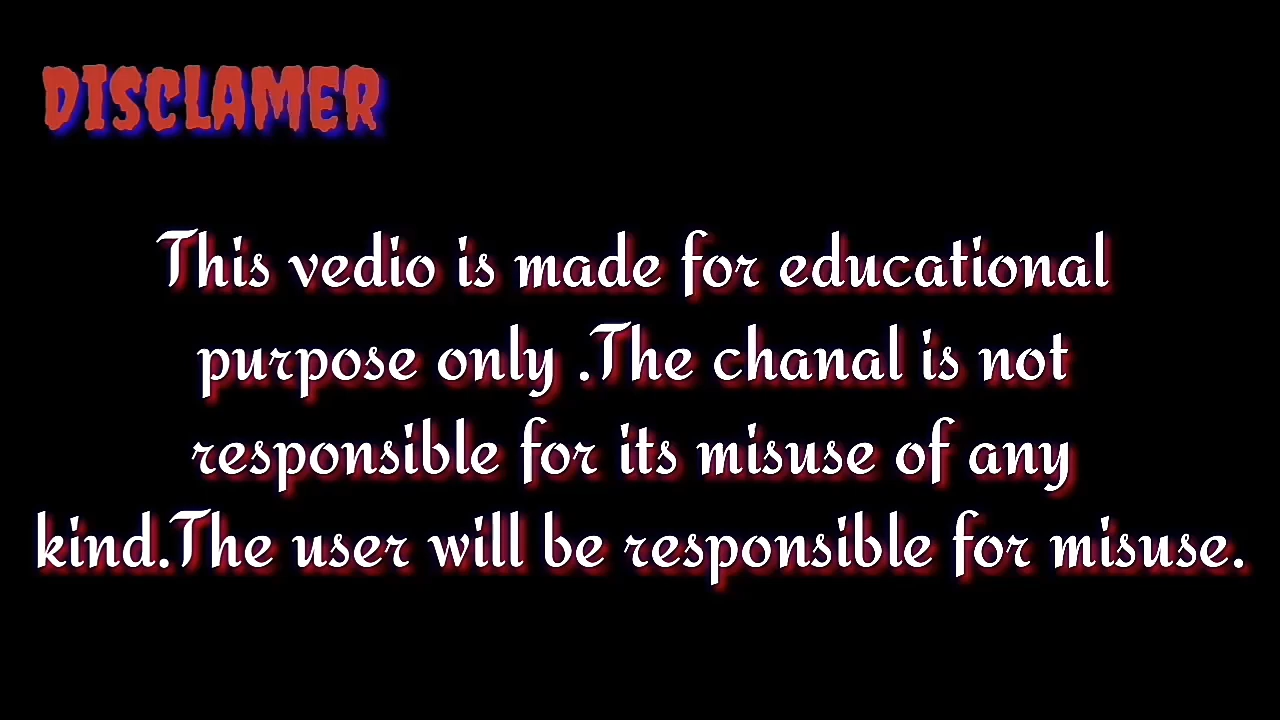 DISCLAMER
This vedio is made for educational
purpose only .The chanal is not
responsible for its misuse of any
kind.The user will be responsible for misuse.